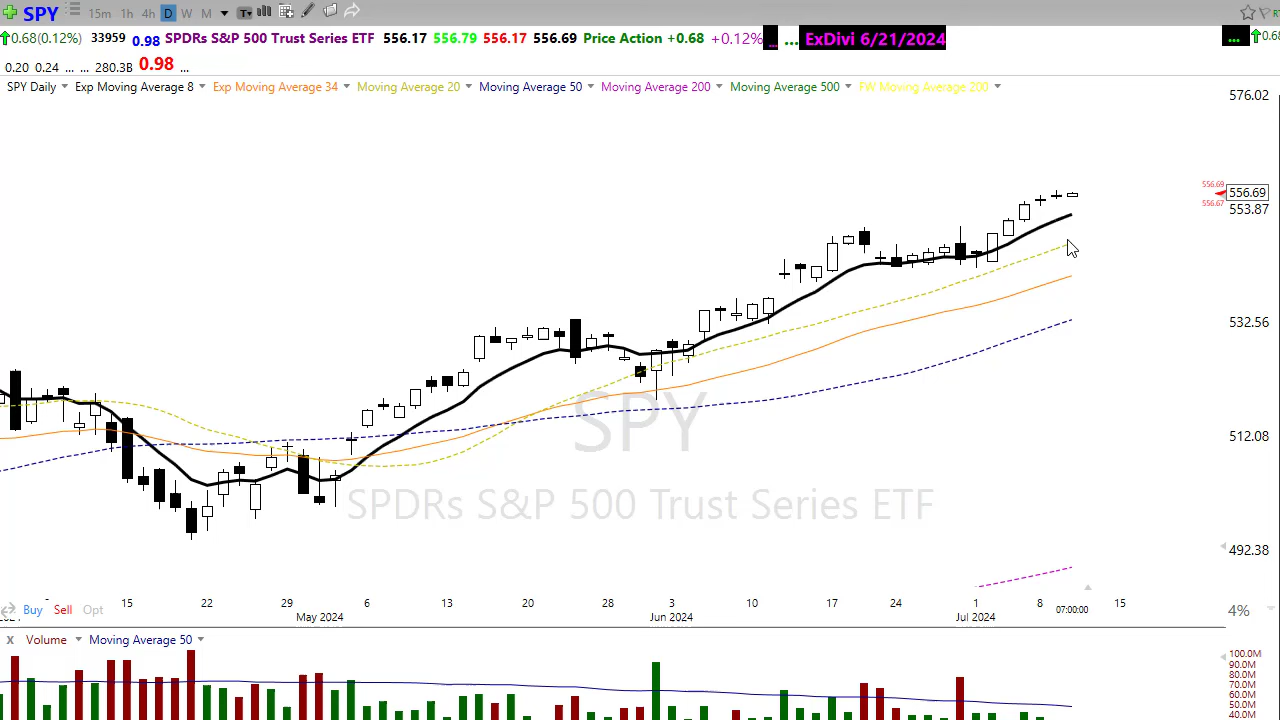 SPY 15m 1h 4h D W M T
0.68(0.12%) 33959 0.98 SPDRs S&P 500 Trust Series ETF 556.17 556.79 556.17 556.69 Price Action +0.68 +0.12% ... ... ExDivi 6/21/2024 ... 0.68
0.20 0.24 ... ... 280.3B 0.98 ...
SPY Daily Exp Moving Average 8 Exp Moving Average 34 Moving Average 20 Moving Average 50 Moving Average 200 Moving Average 500 FW Moving Average 200
576.02
556.69
556.69
556.67
553.87
532.56
SPY
512.08
SPDRs S&P 500 Trust Series ETF
492.38
15 22 29 6 13 20 28 3 10 17 24 1 8 07:00:00 15
May 2024 Jun 2024 Jul 2024
Buy Sell Opt
4%
X Volume Moving Average 50
100.0M
90.0M
80.0M
70.0M
60.0M
50.0M
40.0M